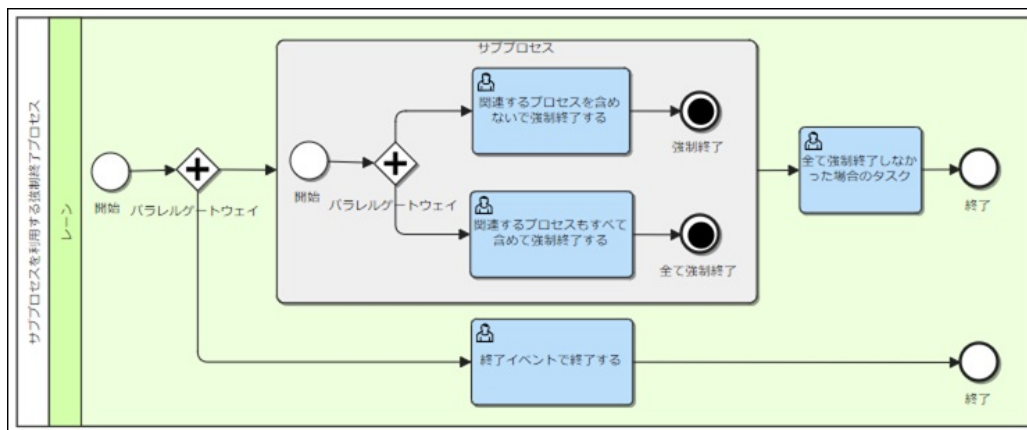 サブプロセスを利用する強制終了プロセス
レーン
開始
パラレルゲートウェイ
サブプロセス
開始
パラレルゲートウェイ
関連するプロセスを含め
ないで強制終了する
強制終了
関連するプロセスもすべて
含めて強制終了する
全て強制終了
全て強制終了しなか
った場合のタスク
終了
終了イベントで終了する
終了